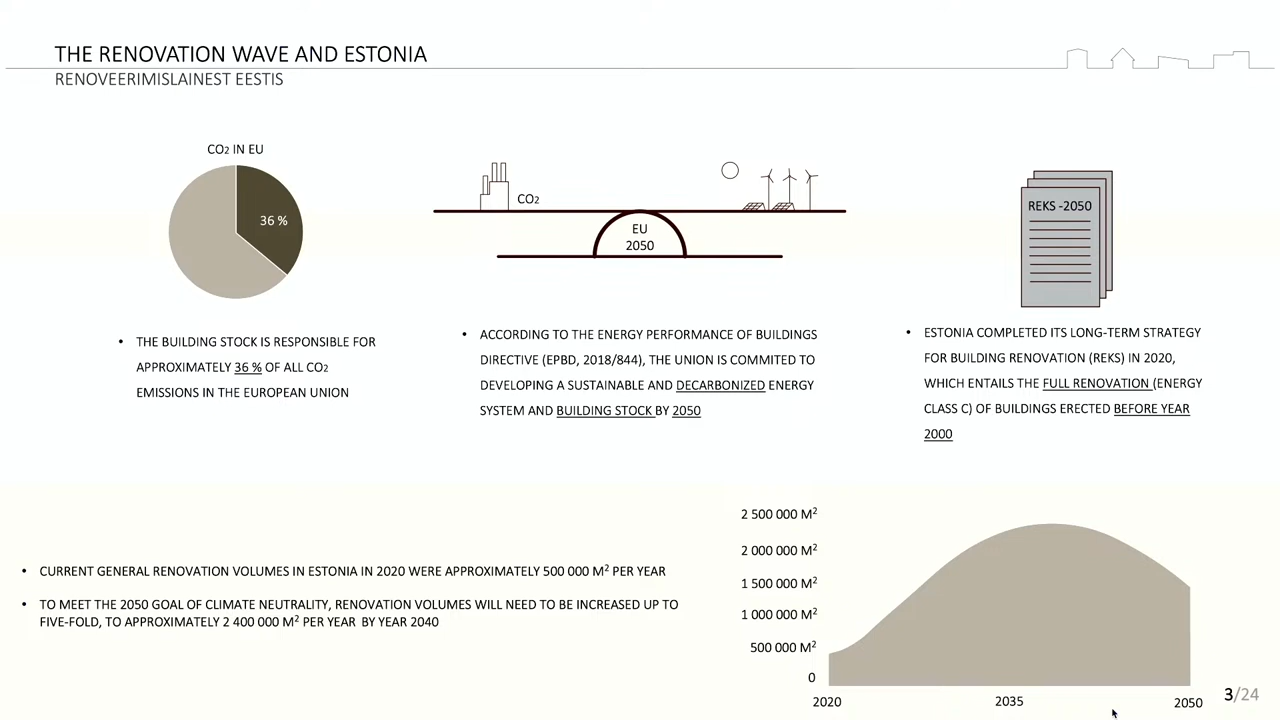 THE RENOVATION WAVE AND ESTONIA
RENOVEERIMISLAINEST EESTIS
CO2 IN EU
36 %
• THE BUILDING STOCK IS RESPONSIBLE FOR
APPROXIMATELY 36 % OF ALL CO2
EMISSIONS IN THE EUROPEAN UNION
CO2
EU
2050
• ACCORDING TO THE ENERGY PERFORMANCE OF BUILDINGS
DIRECTIVE (EPBD, 2018/844), THE UNION IS COMMITED TO
DEVELOPING A SUSTAINABLE AND DECARBONIZED ENERGY
SYSTEM AND BUILDING STOCK BY 2050
REKS -2050
• ESTONIA COMPLETED ITS LONG-TERM STRATEGY
FOR BUILDING RENOVATION (REKS) IN 2020,
WHICH ENTAILS THE FULL RENOVATION (ENERGY
CLASS C) OF BUILDINGS ERECTED BEFORE YEAR
2000
• CURRENT GENERAL RENOVATION VOLUMES IN ESTONIA IN 2020 WERE APPROXIMATELY 500 000 M² PER YEAR
• TO MEET THE 2050 GOAL OF CLIMATE NEUTRALITY, RENOVATION VOLUMES WILL NEED TO BE INCREASED UP TO
FIVE-FOLD, TO APPROXIMATELY 2 400 000 M² PER YEAR BY YEAR 2040
2 500 000 M²
2 000 000 M²
1 500 000 M²
1 000 000 M²
500 000 M²
0
2020
2035
2050
3/24